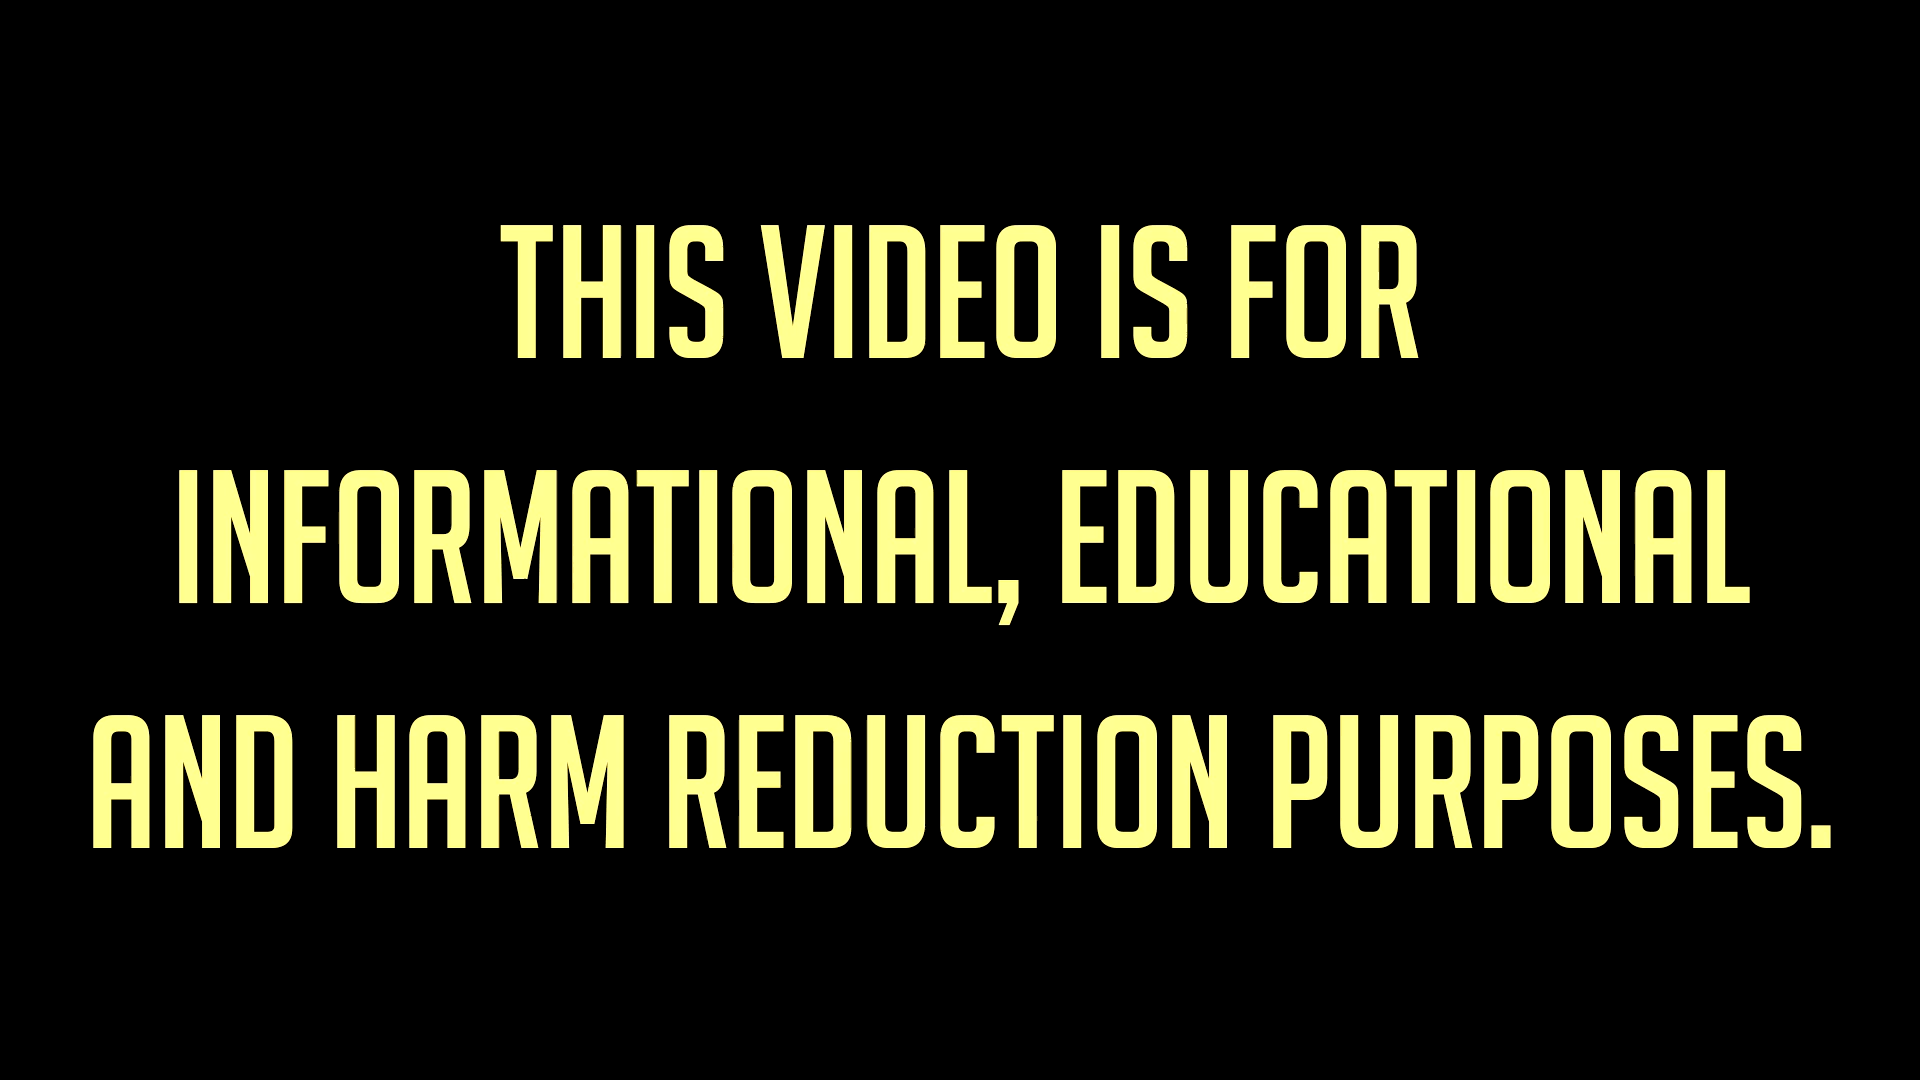 THIS VIDEO IS FOR
INFORMATIONAL, EDUCATIONAL
AND HARM REDUCTION PURPOSES.